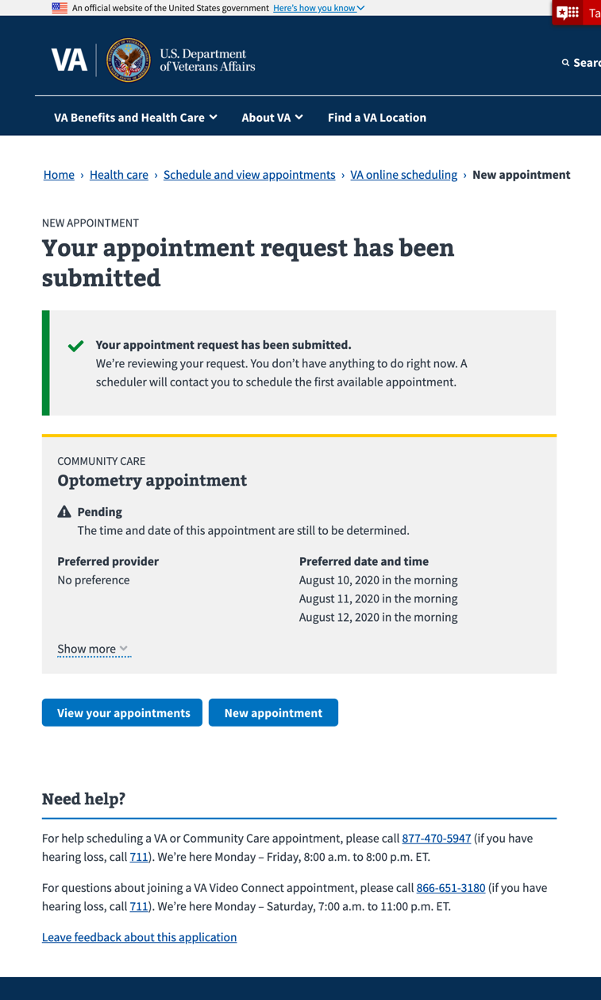 An official website of the United States government Here's how you know
Ta
VA
U.S. Department
of Veterans Affairs
Searc
VA Benefits and Health Care About VA Find a VA Location
Home › Health care › Schedule and view appointments › VA online scheduling › New appointment
NEW APPOINTMENT
Your appointment request has been
submitted
Your appointment request has been submitted.
We're reviewing your request. You don't have anything to do right now. A
scheduler will contact you to schedule the first available appointment.
COMMUNITY CARE
Optometry appointment
Pending
The time and date of this appointment are still to be determined.
Preferred provider
No preference
Preferred date and time
August 10, 2020 in the morning
August 11, 2020 in the morning
August 12, 2020 in the morning
Show more
View your appointments New appointment
Need help?
For help scheduling a VA or Community Care appointment, please call 877-470-5947 (if you have
hearing loss, call 711). We're here Monday – Friday, 8:00 a.m. to 8:00 p.m. ET.
For questions about joining a VA Video Connect appointment, please call 866-651-3180 (if you have
hearing loss, call 711). We're here Monday – Saturday, 7:00 a.m. to 11:00 p.m. ET.
Leave feedback about this application